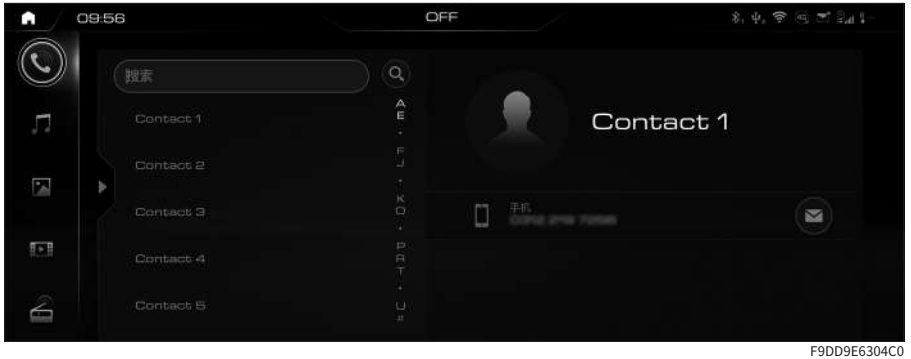 09:56
OFF
搜索
Contact 1
Contact 2
Contact 3
Contact 4
Contact 5
A
E
F
J
K
O
P
A
T
U
#
Contact 1
手机
F9DD9E6304C0